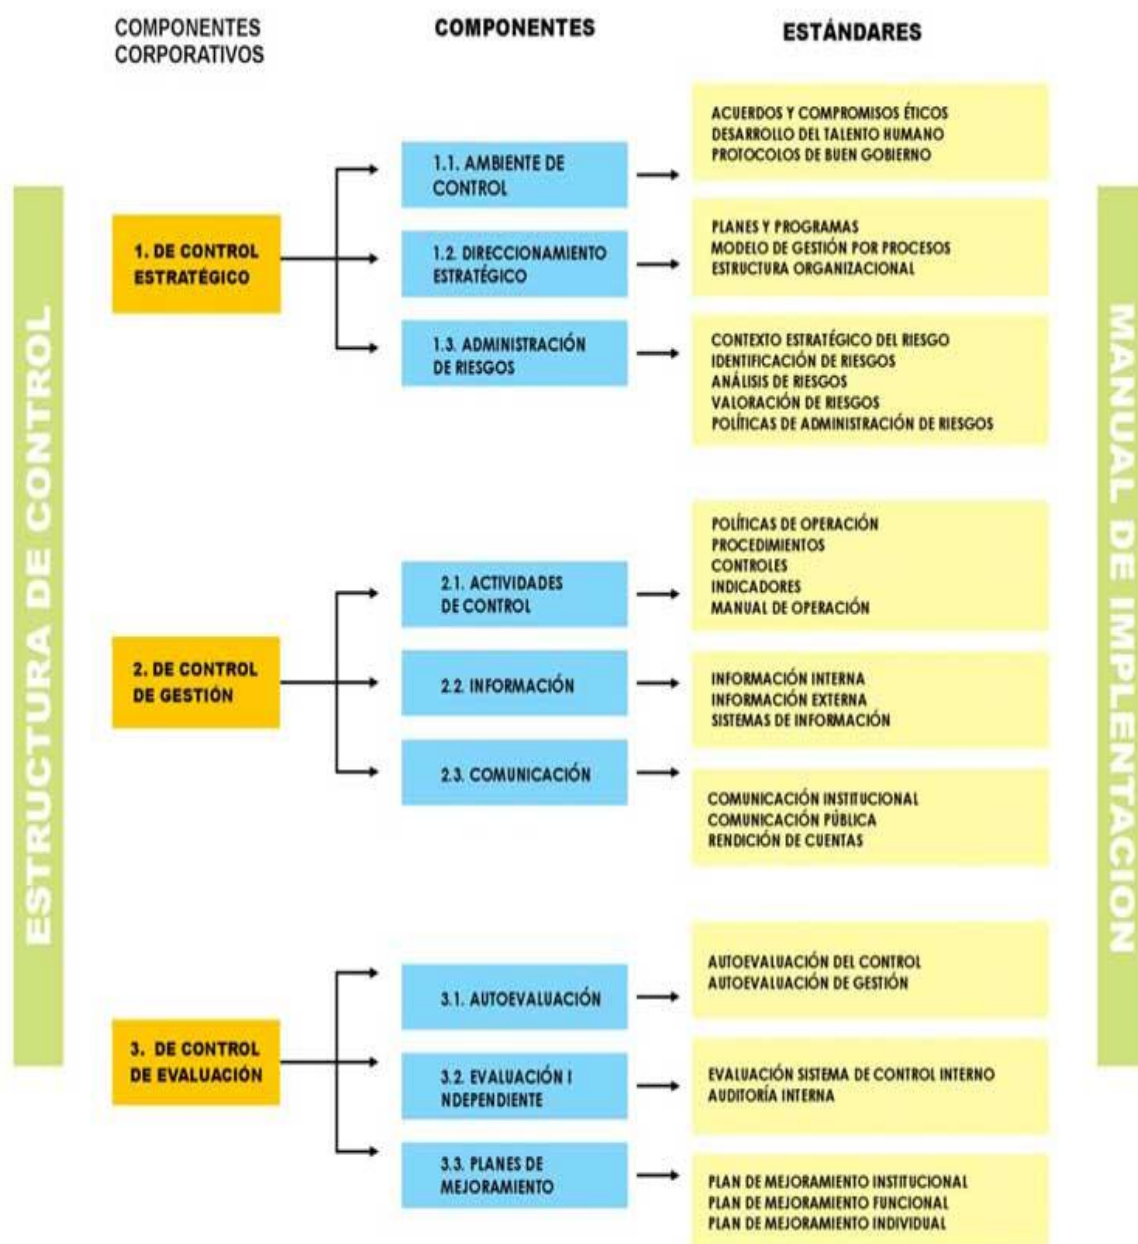 COMPONENTES
CORPORATIVOS
COMPONENTES
ESTÁNDARES
ESTRUCTURA DE CONTROL
1. DE CONTROL
ESTRATÉGICO
1.1. AMBIENTE DE
CONTROL
ACUERDOS Y COMPROMISOS ÉTICOS
DESARROLLO DEL TALENTO HUMANO
PROTOCOLOS DE BUEN GOBIERNO
1.2. DIRECCIONAMIENTO
ESTRATÉGICO
PLANES Y PROGRAMAS
MODELO DE GESTIÓN POR PROCESOS
ESTRUCTURA ORGANIZACIONAL
1.3. ADMINISTRACIÓN
DE RIESGOS
CONTEXTO ESTRATÉGICO DEL RIESGO
IDENTIFICACIÓN DE RIESGOS
ANÁLISIS DE RIESGOS
VALORACIÓN DE RIESGOS
POLÍTICAS DE ADMINISTRACIÓN DE RIESGOS
2. DE CONTROL
DE GESTIÓN
2.1. ACTIVIDADES
DE CONTROL
POLÍTICAS DE OPERACIÓN
PROCEDIMIENTOS
CONTROLES
INDICADORES
MANUAL DE OPERACIÓN
2.2. INFORMACIÓN
INFORMACIÓN INTERNA
INFORMACIÓN EXTERNA
SISTEMAS DE INFORMACIÓN
2.3. COMUNICACIÓN
COMUNICACIÓN INSTITUCIONAL
COMUNICACIÓN PÚBLICA
RENDICIÓN DE CUENTAS
3. DE CONTROL
DE EVALUACIÓN
3.1. AUTOEVALUACIÓN
AUTOEVALUACIÓN DEL CONTROL
AUTOEVALUACIÓN DE GESTIÓN
3.2. EVALUACIÓN I
NDEPENDIENTE
EVALUACIÓN SISTEMA DE CONTROL INTERNO
AUDITORÍA INTERNA
3.3. PLANES DE
MEJORAMIENTO
PLAN DE MEJORAMIENTO INSTITUCIONAL
PLAN DE MEJORAMIENTO FUNCIONAL
PLAN DE MEJORAMIENTO INDIVIDUAL
MANUAL DE IMPLENTACION